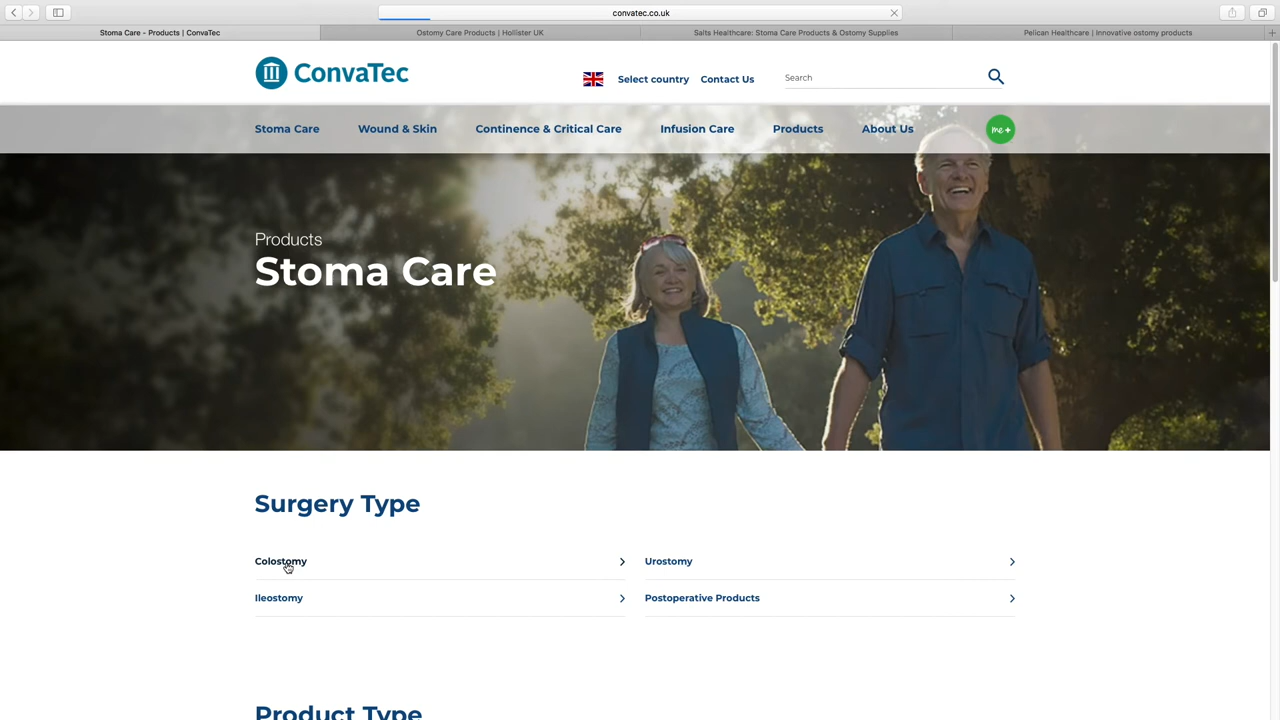 convatec.co.uk
Stoma Care - Products | ConvaTec
Ostomy Care Products | Hollister UK
Salts Healthcare: Stoma Care Products & Ostomy Supplies
Pelican Healthcare | Innovative ostomy products
ConvaTec
Select country
Contact Us
Search
Stoma Care
Wound & Skin
Continence & Critical Care
Infusion Care
Products
About Us
me+
Products
Stoma Care
Surgery Type
Colostomy
Urostomy
Ileostomy
Postoperative Products
Product Type